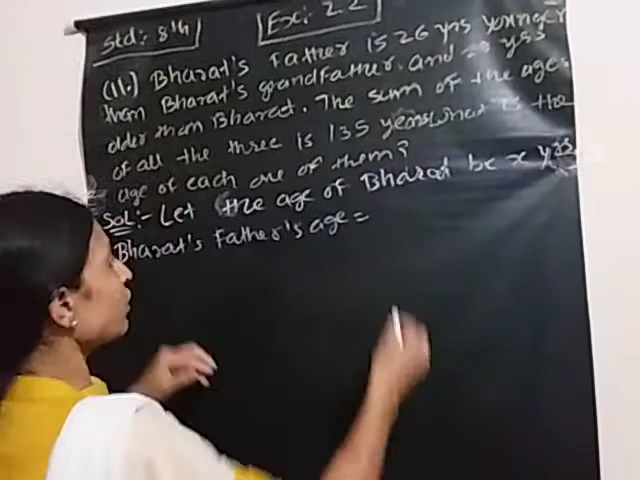 Std:- 8th
Ex:- 2.2
(11.) Bharat's Father is 26 yrs younger
than Bharat's grandfather. and 29 yrs
older than Bharat. The sum of the ages
of all the three is 135 years what is the
age of each one of them?
Sol:- Let the age of Bharat be x yrs
Bharat's Father's age =